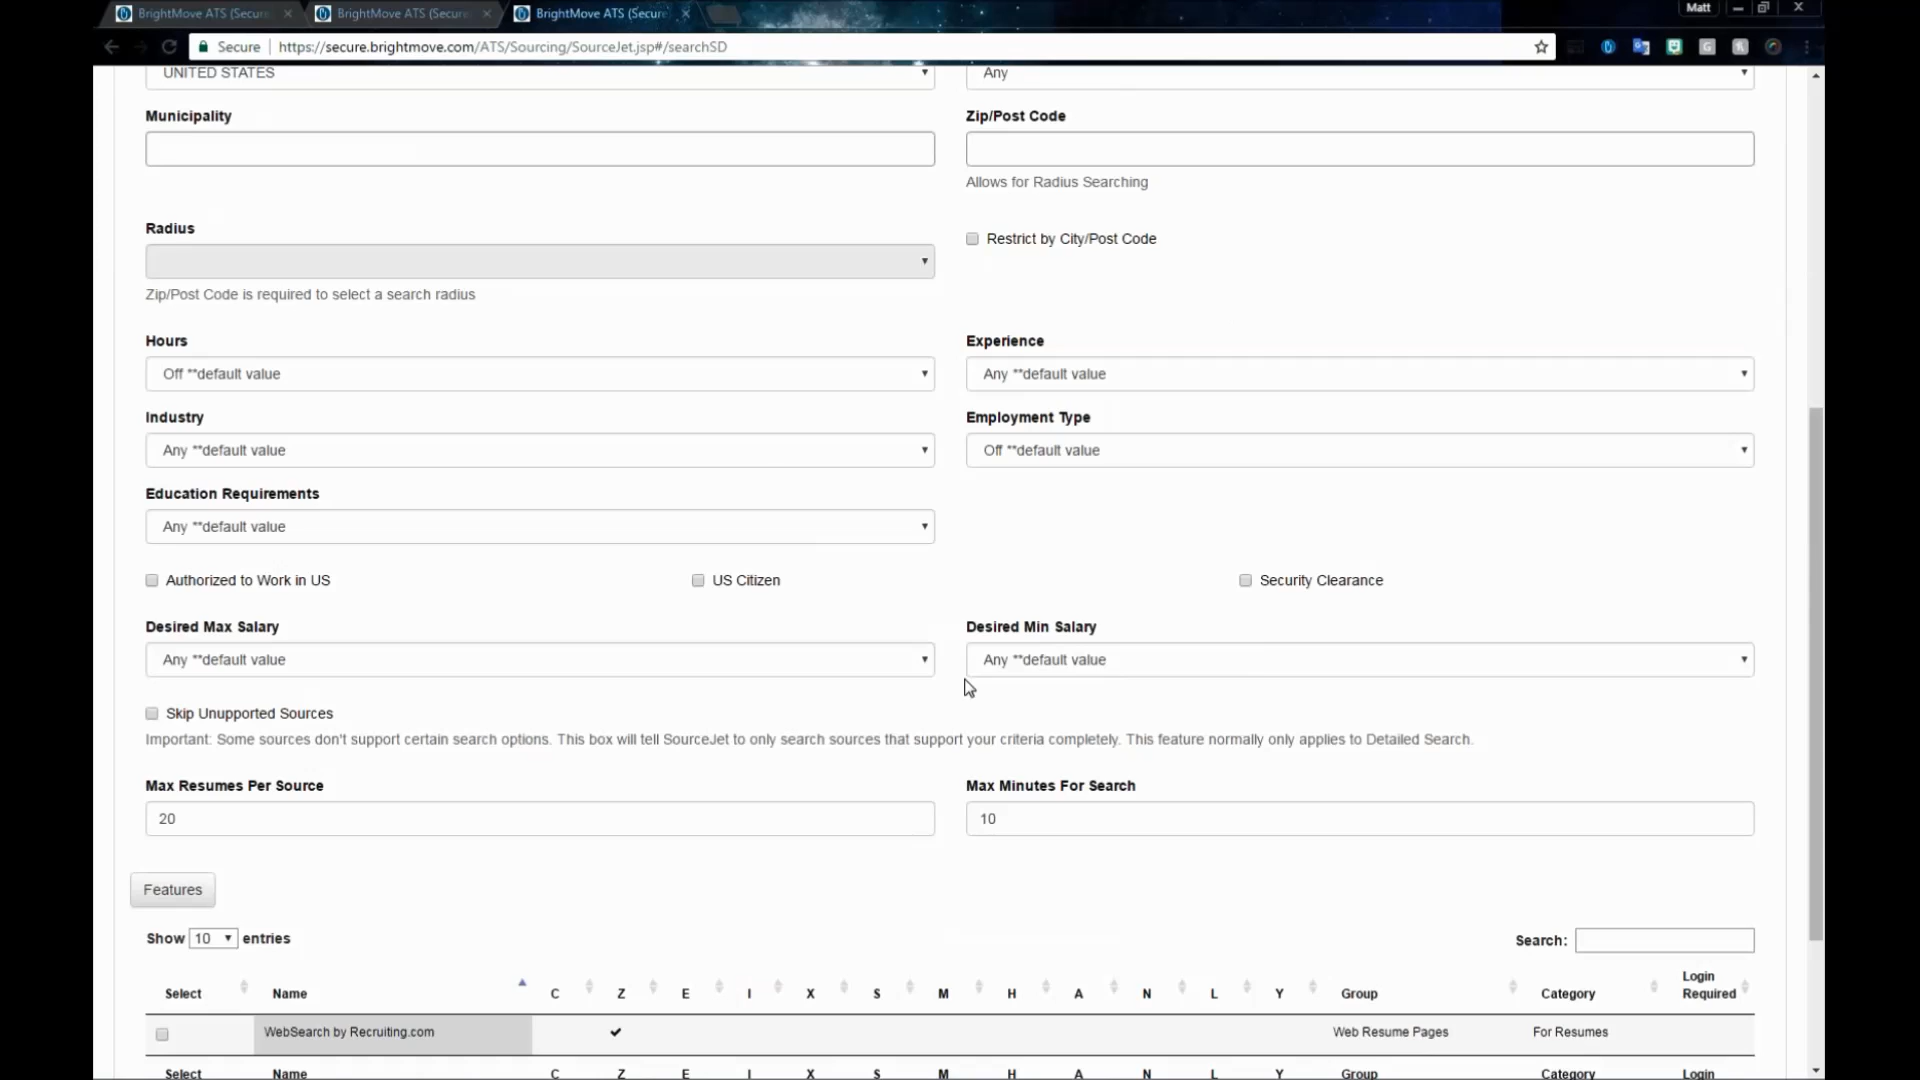 BrightMove ATS (Secure BrightMove ATS (Secure BrightMove ATS (Secure Matt
Secure https://secure.brightmove.com/ATS/Sourcing/SourceJet.jsp#/searchSD
UNITED STATES Any
Municipality Zip/Post Code
Allows for Radius Searching
Radius
Restrict by City/Post Code
Zip/Post Code is required to select a search radius
Hours Experience
Off **default value Any **default value
Industry Employment Type
Any **default value Off **default value
Education Requirements
Any **default value
Authorized to Work in US US Citizen Security Clearance
Desired Max Salary Desired Min Salary
Any **default value Any **default value
Skip Unupported Sources
Important: Some sources don't support certain search options. This box will tell SourceJet to only search sources that support your criteria completely. This feature normally only applies to Detailed Search.
Max Resumes Per Source Max Minutes For Search
20 10
Features
Show 10 entries Search:
Select Name C Z E I X S M H A N L Y Group Category Login Required
WebSearch by Recruiting.com ✔ Web Resume Pages For Resumes
Select Name C Z E I X S M H A N L Y Group Category Login